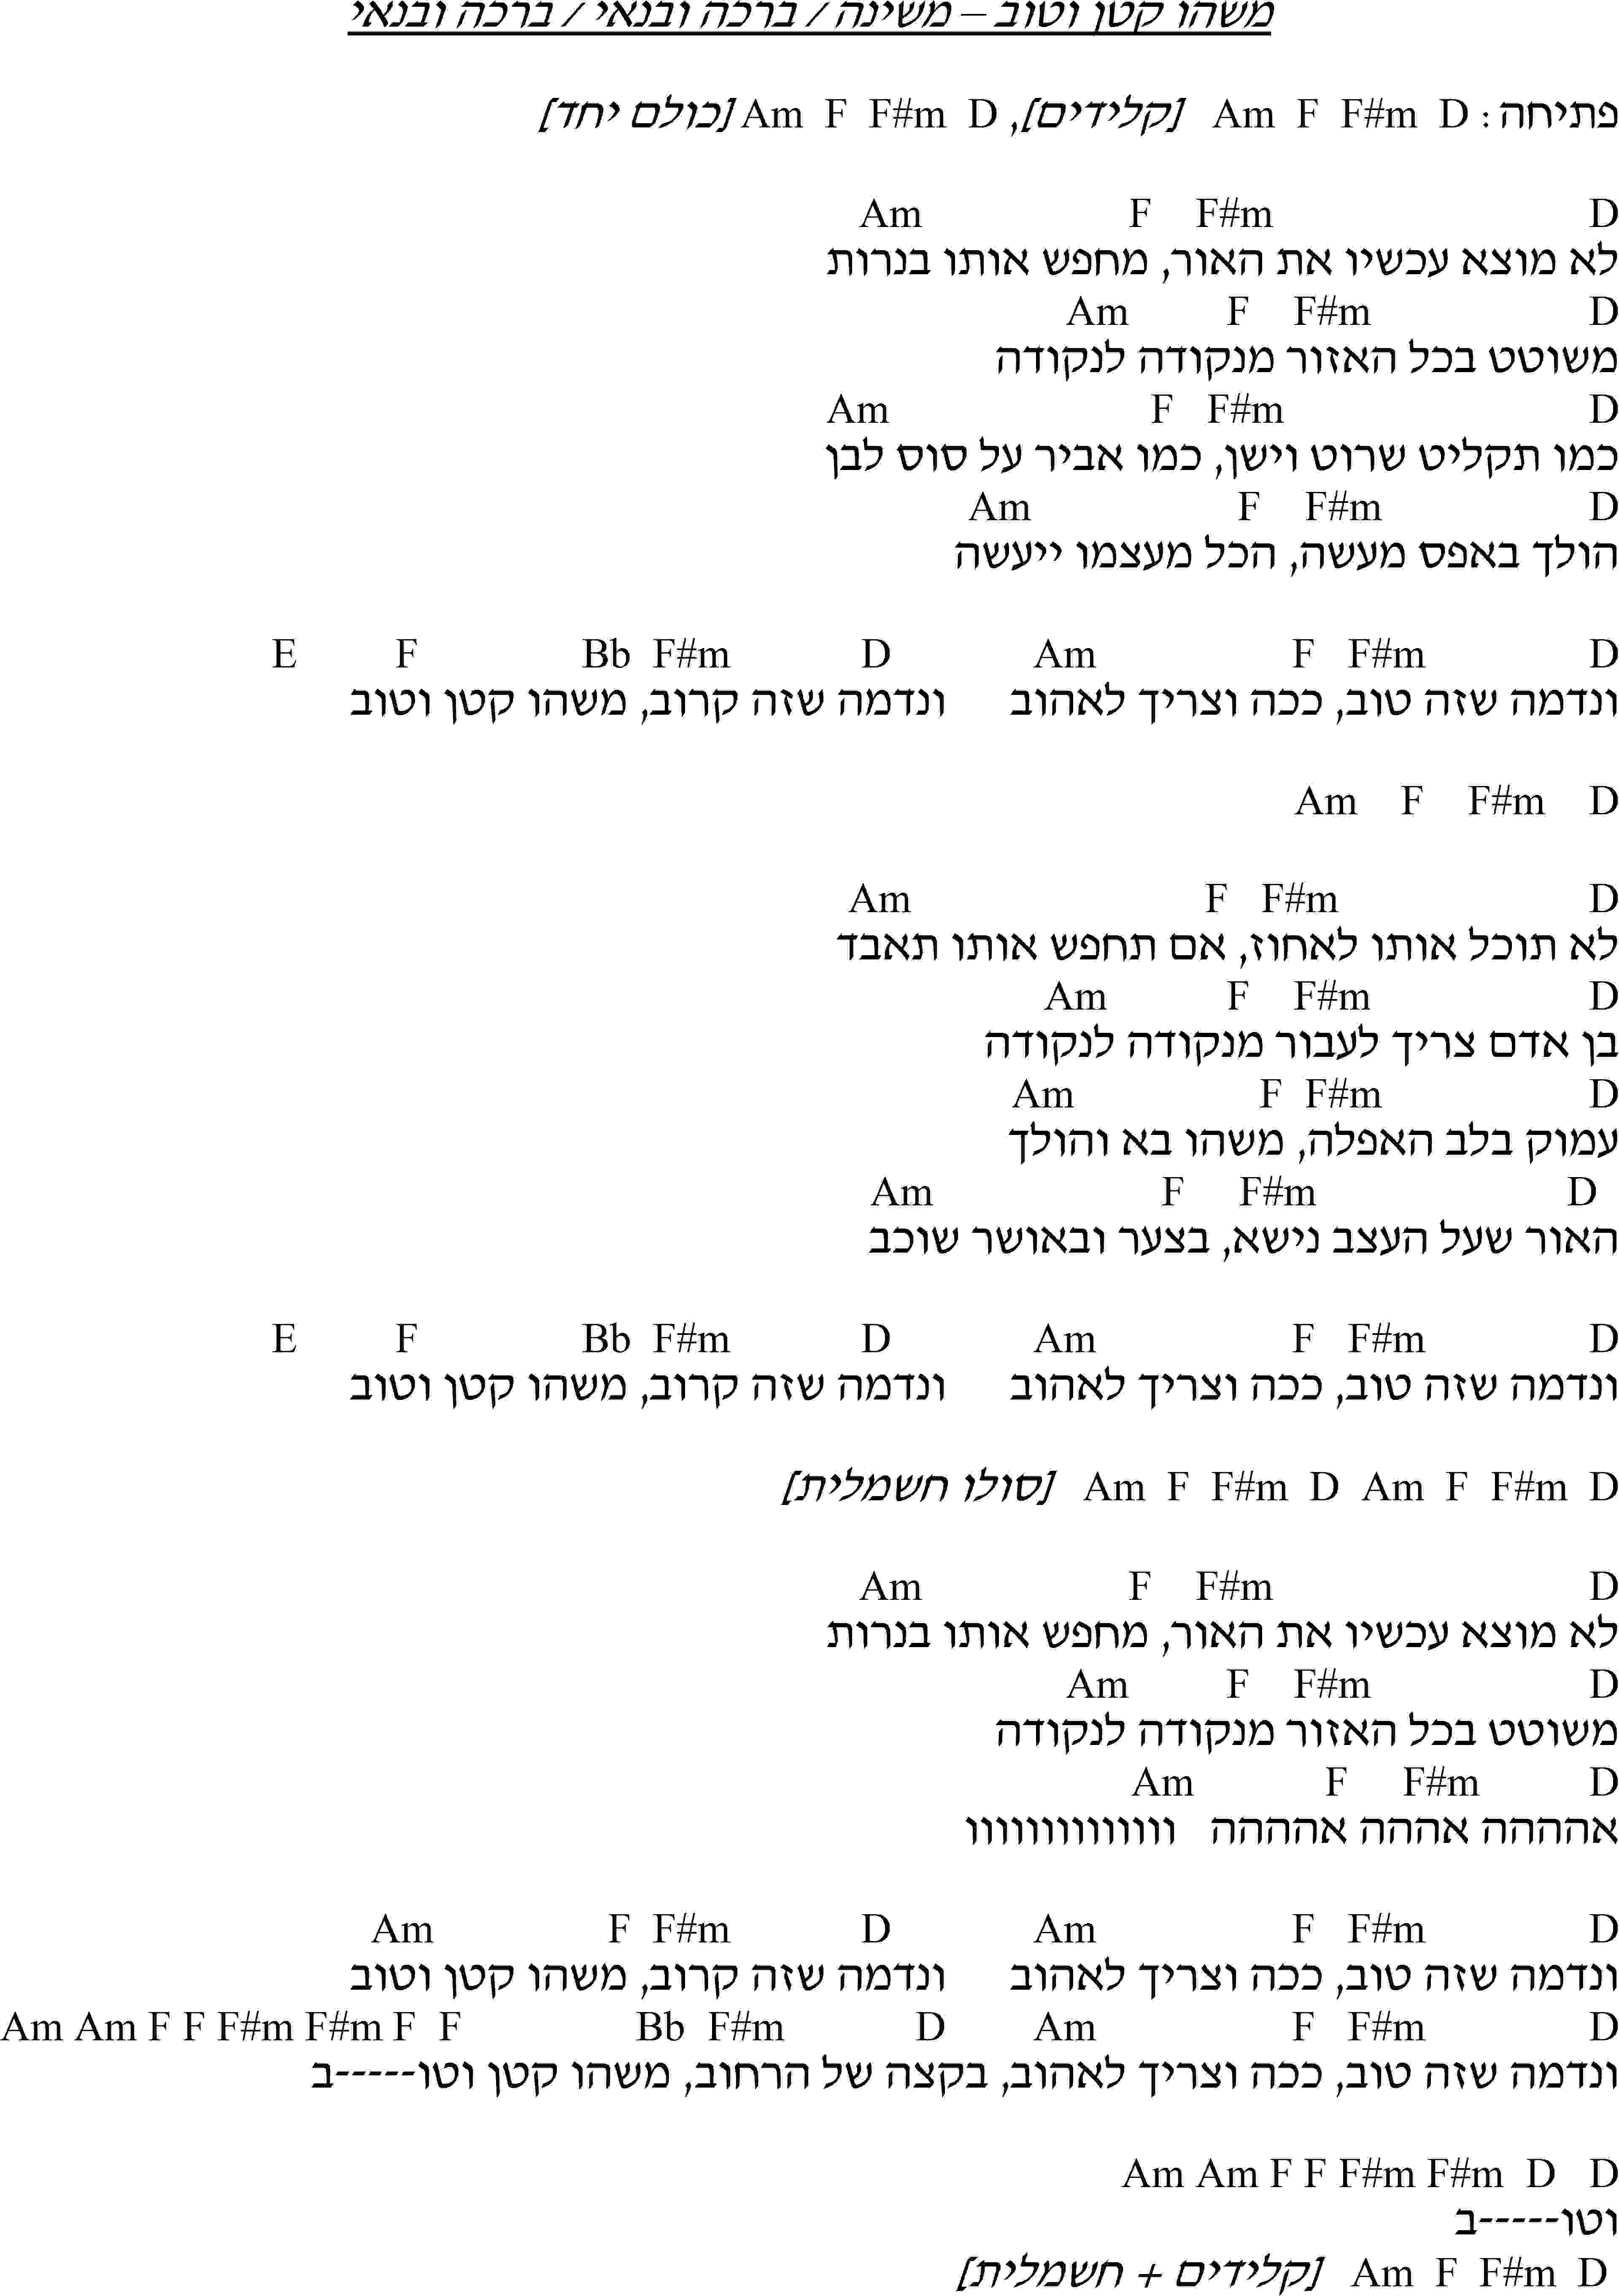 משהו קטן וטוב – משינה / ברכה ובנאי / ברכה ובנאי
פתיחה: Am  F  F#m  D [קלידים], Am  F  F#m  D [כולם יחד]
Am F F#m D
לא מוצא עכשיו את האור, מחפש אותו בנרות
Am F F#m D
משוטט בכל האזור מנקודה לנקודה
Am F F#m D
כמו תקליט שרוט וישן, כמו אביר על סוס לבן
Am F F#m D
הולך באפס מעשה, הכל מעצמו ייעשה
E F Bb F#m D Am F F#m D
ונדמה שזה טוב, ככה וצריך לאהוב ונדמה שזה קרוב, משהו קטן וטוב
Am F F#m D
Am F F#m D
לא תוכל אותו לאחוז, אם תחפש אותו תאבד
Am F F#m D
בן אדם צריך לעבור מנקודה לנקודה
Am F F#m D
עמוק בלב האפלה, משהו בא והולך
Am F F#m D
האור שעל העצב נישא, בצער ובאושר שוכב
E F Bb F#m D Am F F#m D
ונדמה שזה טוב, ככה וצריך לאהוב ונדמה שזה קרוב, משהו קטן וטוב
Am F F#m D Am F F#m D [סולו חשמלית]
Am F F#m D
לא מוצא עכשיו את האור, מחפש אותו בנרות
Am F F#m D
משוטט בכל האזור מנקודה לנקודה
Am F F#m D
אההההה אהההה אההההה ווווווווווווווו
Am F F#m D Am F F#m D
ונדמה שזה טוב, ככה וצריך לאהוב ונדמה שזה קרוב, משהו קטן וטוב
Am Am F F F#m F#m F F Bb F#m D Am F F#m D
ונדמה שזה טוב, ככה וצריך לאהוב, בקצה של הרחוב, משהו קטן וטו-----ב
Am Am F F F#m F#m D D
וטו-----ב
Am F F#m D [קלידים + חשמלית]